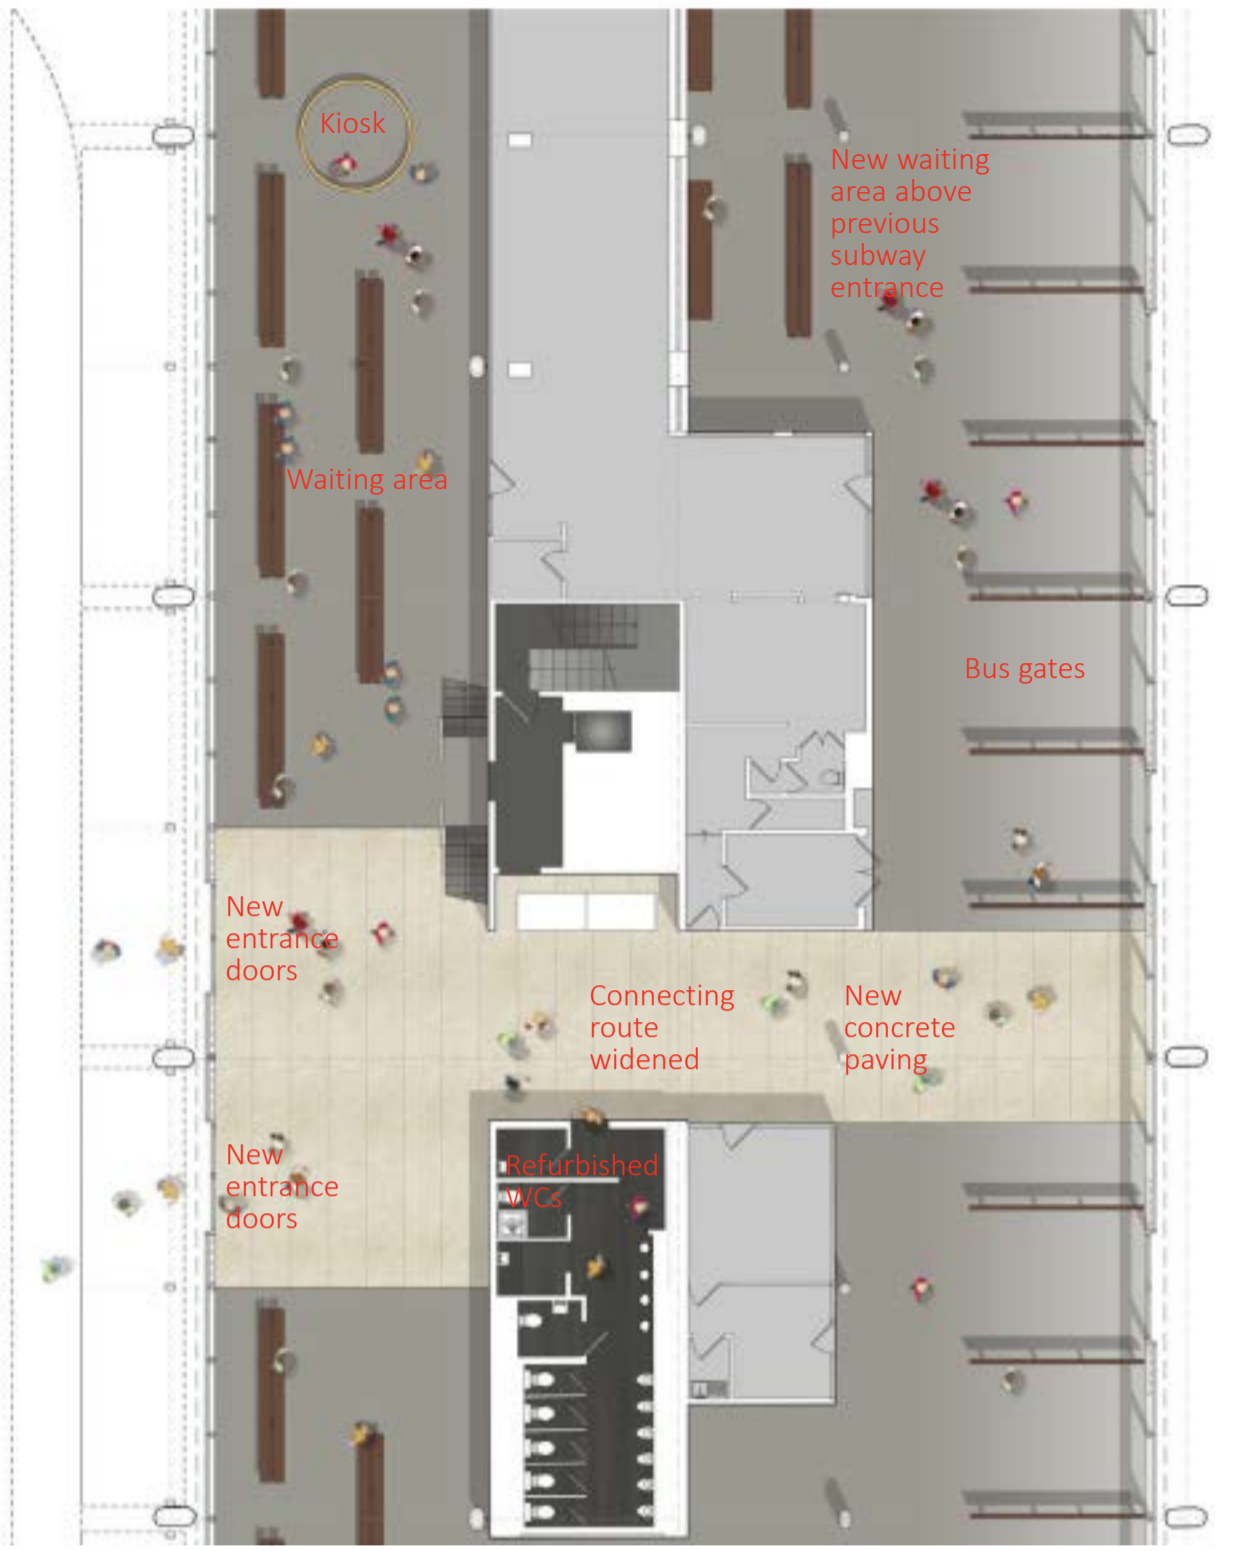 Kiosk
New waiting
area above
previous
subway
entrance
Waiting area
Bus gates
New
entrance
doors
Connecting
route
widened
New
concrete
paving
New
entrance
doors
Refurbished
WCs